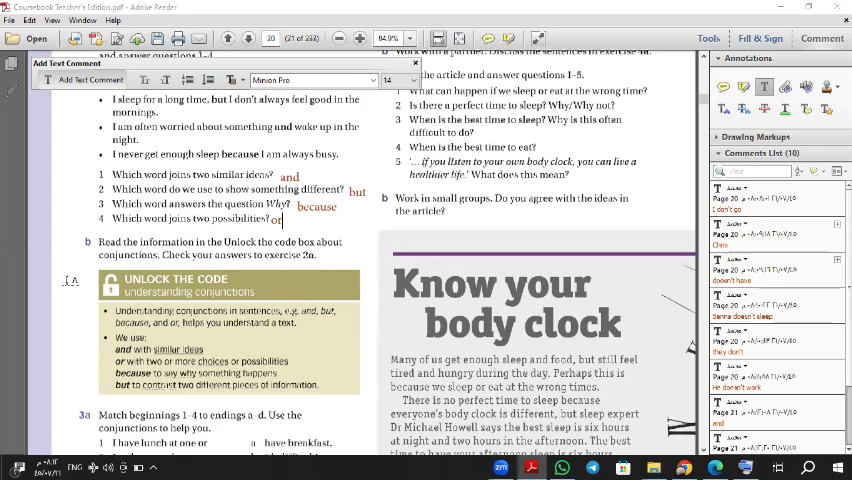 Coursebook Teacher's Edition.pdf - Adobe Reader
File Edit View Window Help
Open
20
(21 of 233)
94.9%
Tools
Fill & Sign
Comment
Add Text Comment
Add Text Comment
Minion Pro
14
and answer questions 1–4.
• I sleep for a long time, but I don't always feel good in the
mornings.
• I am often worried about something and wake up in the
night.
• I never get enough sleep because I am always busy.
1 Which word joins two similar ideas? and
2 Which word do we use to show something different? but
3 Which word answers the question Why? because
4 Which word joins two possibilities? or
b Read the information in the Unlock the code box about
conjunctions. Check your answers to exercise 2a.
UNLOCK THE CODE
understanding conjunctions
• Understanding conjunctions in sentences, e.g. and, but,
because, and or, helps you understand a text.
• We use:
and with similar ideas
or with two or more choices or possibilities
because to say why something happens
but to contrast two different pieces of information.
3a Match beginnings 1–4 to endings a–d. Use the
conjunctions to help you.
1 I have lunch at one or
a have breakfast.
b Work with a partner. Discuss the sentences in exercise 4a.
the article and answer questions 1–5.
1 What can happen if we sleep or eat at the wrong time?
2 Is there a perfect time to sleep? Why/Why not?
3 When is the best time to sleep? Why is this often
difficult to do?
4 When is the best time to eat?
5 '… if you listen to your own body clock, you can live a
healthier life.' What does this mean?
b Work in small groups. Do you agree with the ideas in
the article?
Know your
body clock
Many of us get enough sleep and food, but still feel
tired and hungry during the day. Perhaps this is
because we sleep or eat at the wrong times.
There is no perfect time to sleep because
everyone's body clock is different, but sleep expert
Dr Michael Howell says the best sleep is six hours
at night and two hours in the afternoon. The best
Annotations
Drawing Markups
Comments List (10)
Find
I don't go
Page 20
Chris
Page 20
doesn't have
Page 20
Sanna doesn't sleep
Page 20
they don't
Page 20
He doesn't work
Page 21
and
Page 21
ENG